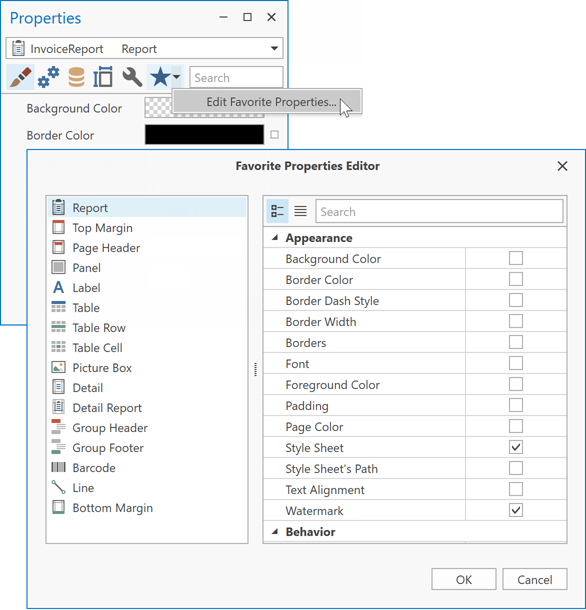 Properties
InvoiceReport Report
Search
Edit Favorite Properties...
Background Color
Border Color
Favorite Properties Editor
Report
Top Margin
Page Header
Panel
Label
Table
Table Row
Table Cell
Picture Box
Detail
Detail Report
Group Header
Group Footer
Barcode
Line
Bottom Margin
Search
Appearance
Background Color
Border Color
Border Dash Style
Border Width
Borders
Font
Foreground Color
Padding
Page Color
Style Sheet
Style Sheet's Path
Text Alignment
Watermark
Behavior
OK
Cancel